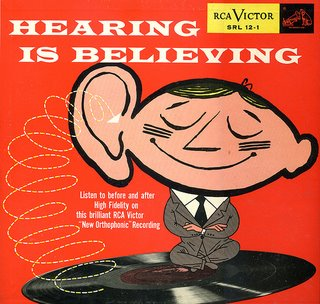 HEARING
IS BELIEVING
RCA VICTOR
SRL 12-1
Listen to before and after
High Fidelity on
this brilliant RCA Victor
"New Orthophonic" Recording